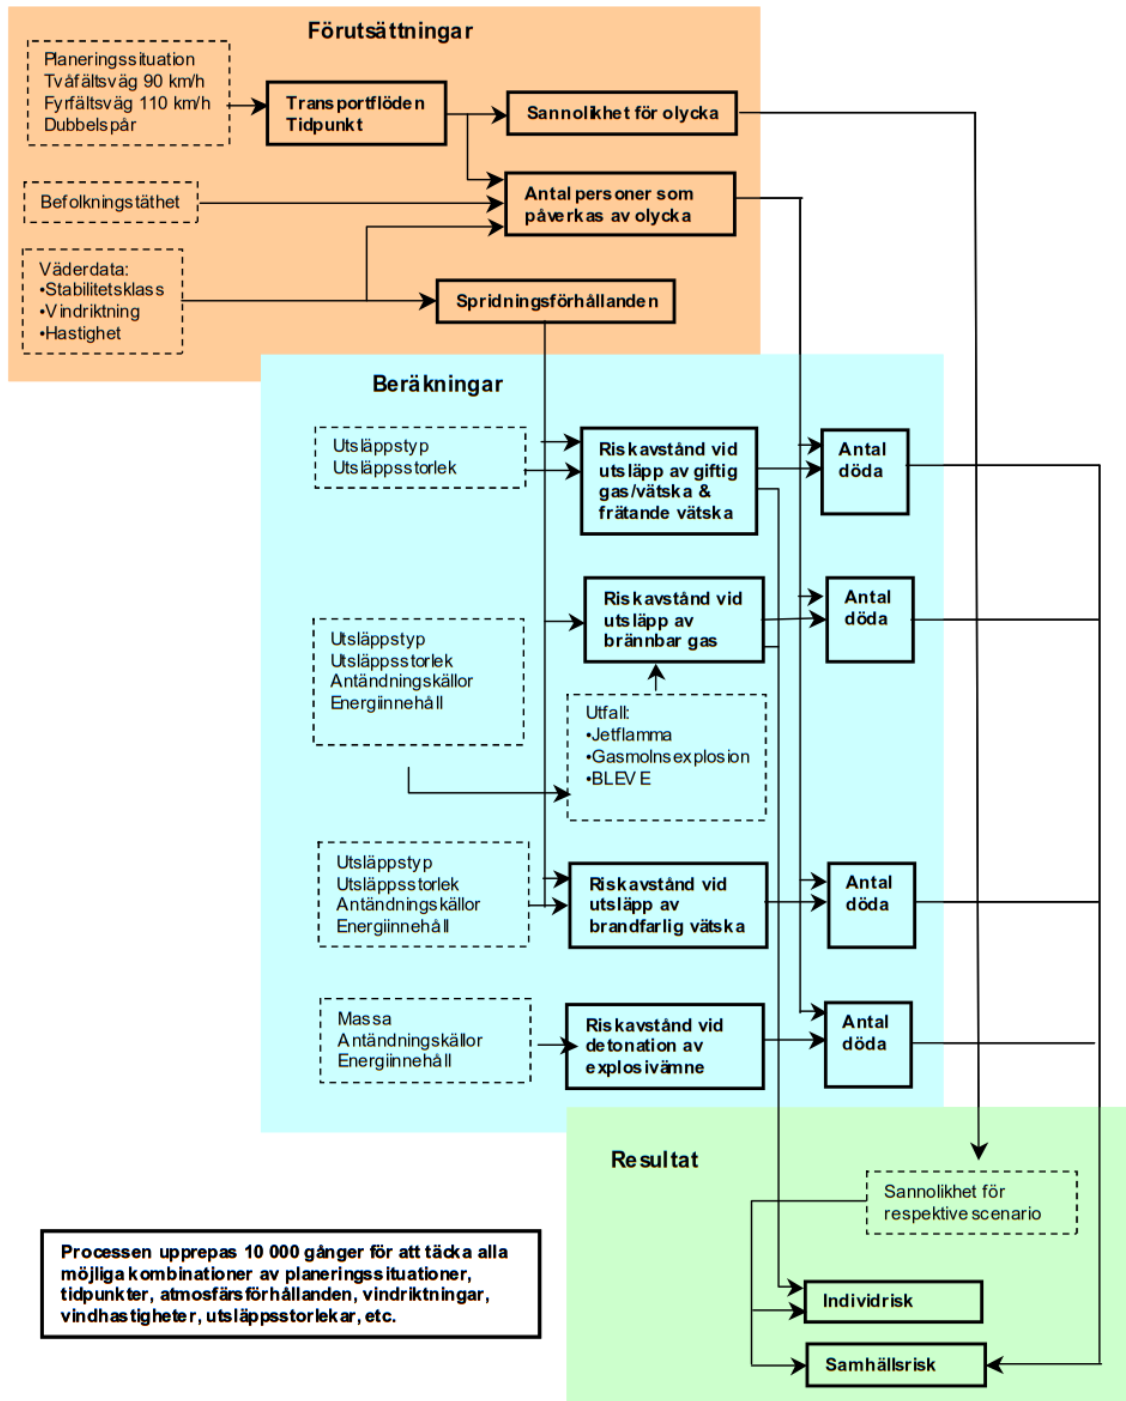 Förutsättningar
Planeringssituation
Tvåfältsväg 90 km/h
Fyrfältsväg 110 km/h
Dubbelspår
Transportflöden
Tidpunkt
Sannolikhet för olycka
Befolkningstäthet
Antal personer som
påverkas av olycka
Väderdata:
•Stabilitetsklass
•Vindriktning
•Hastighet
Spridningsförhållanden
Beräkningar
Utsläppstyp
Utsläppsstorlek
Riskavstånd vid
utsläpp av giftig
gas/vätska &
frätande vätska
Antal
döda
Utsläppstyp
Utsläppsstorlek
Antändningskällor
Energiinnehåll
Riskavstånd vid
utsläpp av
brännbar gas
Antal
döda
Utfall:
•Jetflamma
•Gasmolnsexplosion
•BLEVE
Utsläppstyp
Utsläppsstorlek
Antändningskällor
Energiinnehåll
Riskavstånd vid
utsläpp av
brandfarlig vätska
Antal
döda
Massa
Antändningskällor
Energiinnehåll
Riskavstånd vid
detonation av
explosivämne
Antal
döda
Resultat
Sannolikhet för
respektive scenario
Individrisk
Samhällsrisk
Processen upprepas 10 000 gånger för att täcka alla
möjliga kombinationer av planeringssituationer,
tidpunkter, atmosfärsförhållanden, vindriktningar,
vindhastigheter, utsläppsstorlekar, etc.